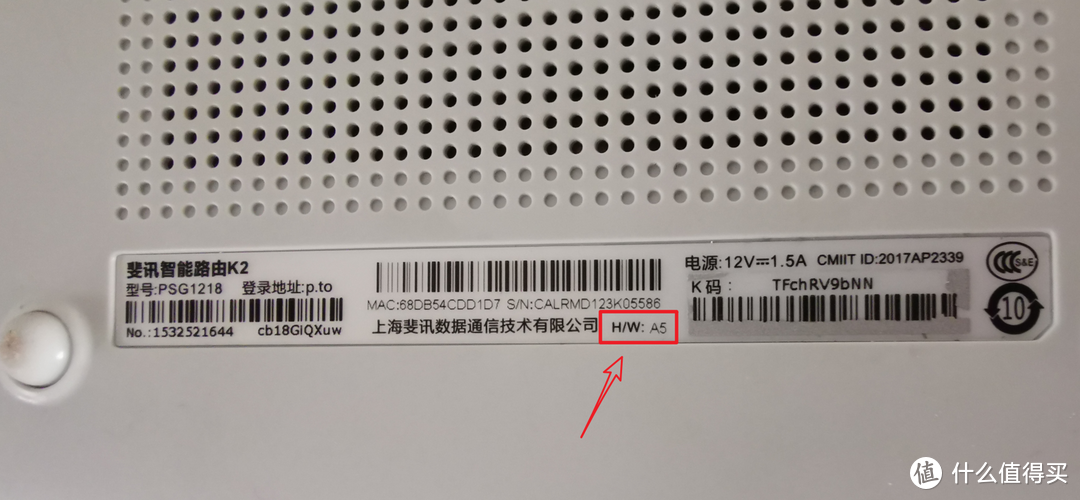 斐讯智能路由K2
型号:PSG1218 登录地址:p.to
No.:1532521644 cb18GiQXuw
MAC:68DB54CDD1D7 S/N:CALRMD123K05586
上海斐讯数据通信技术有限公司 H/W: A5
电源:12V⎓1.5A CMIIT ID:2017AP2339
K码: TFchRV9bNN
CCC S&E
10
值 什么值得买